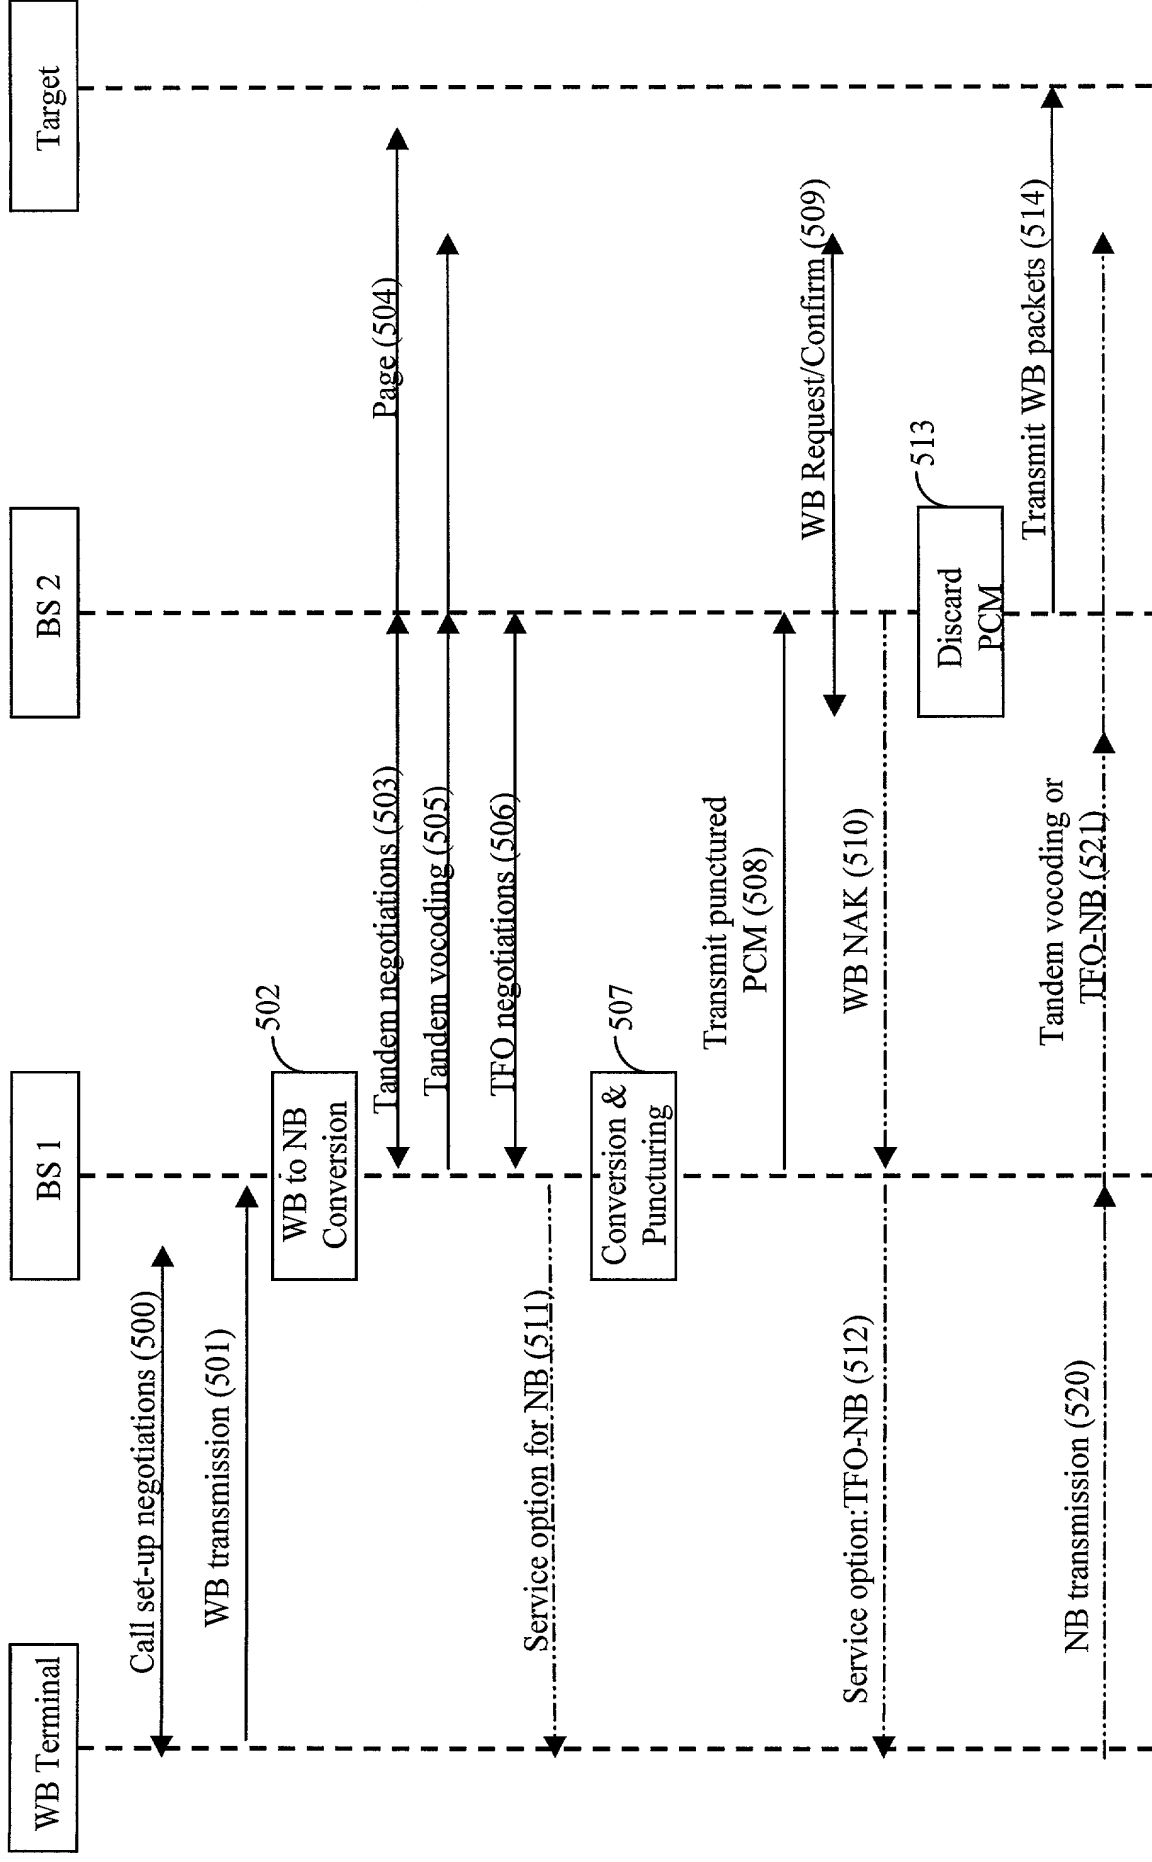 WB Terminal
BS 1
BS 2
Target
Call set-up negotiations (500)
WB transmission (501)
WB to NB
Conversion
502
Tandem negotiations (503)
Page (504)
Tandem vocoding (505)
TFO negotiations (506)
Service option for NB (511)
Conversion &
Puncturing
507
Transmit punctured
PCM (508)
WB Request/Confirm (509)
Service option:TFO-NB (512)
WB NAK (510)
Discard
PCM
513
Transmit WB packets (514)
NB transmission (520)
Tandem vocoding or
TFO-NB (521)